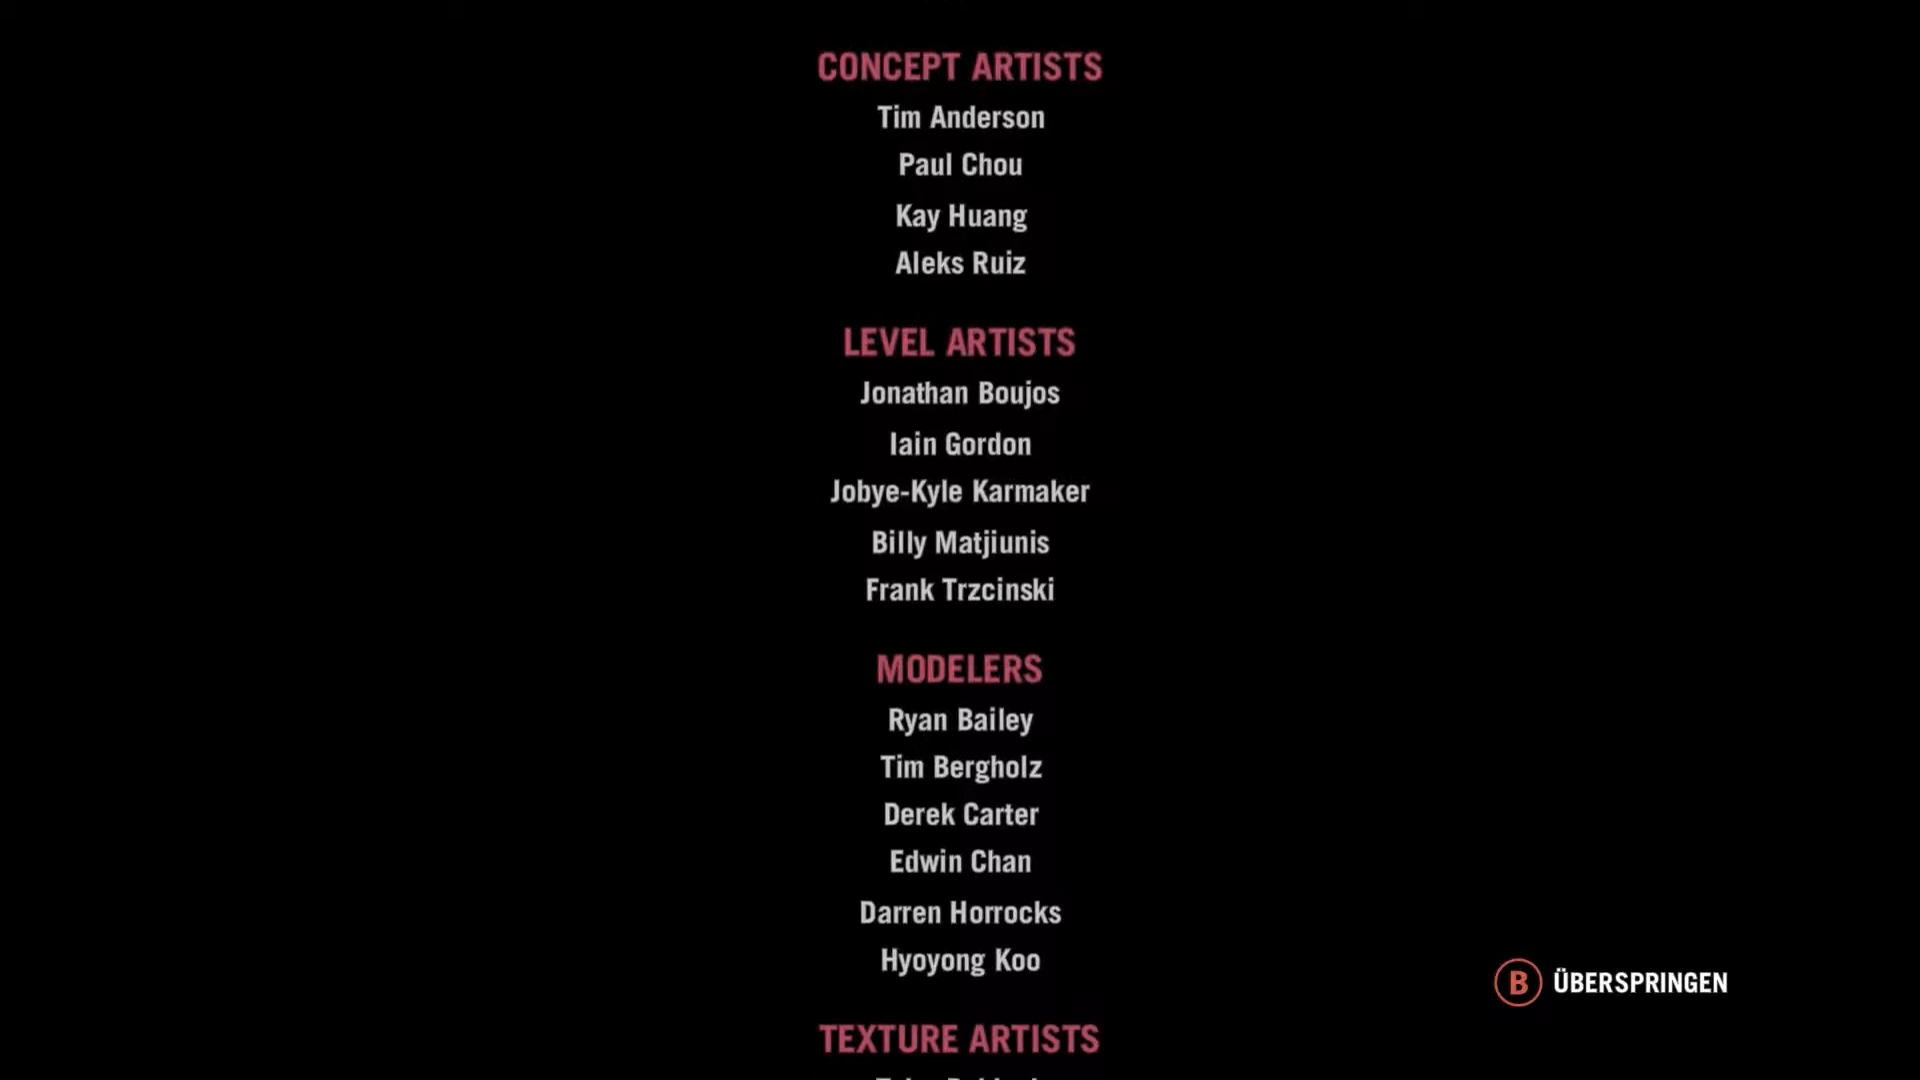 CONCEPT ARTISTS
Tim Anderson
Paul Chou
Kay Huang
Aleks Ruiz
LEVEL ARTISTS
Jonathan Boujos
Iain Gordon
Jobye-Kyle Karmaker
Billy Matjiunis
Frank Trzcinski
MODELERS
Ryan Bailey
Tim Bergholz
Derek Carter
Edwin Chan
Darren Horrocks
Hyoyong Koo
B ÜBERSPRINGEN
TEXTURE ARTISTS